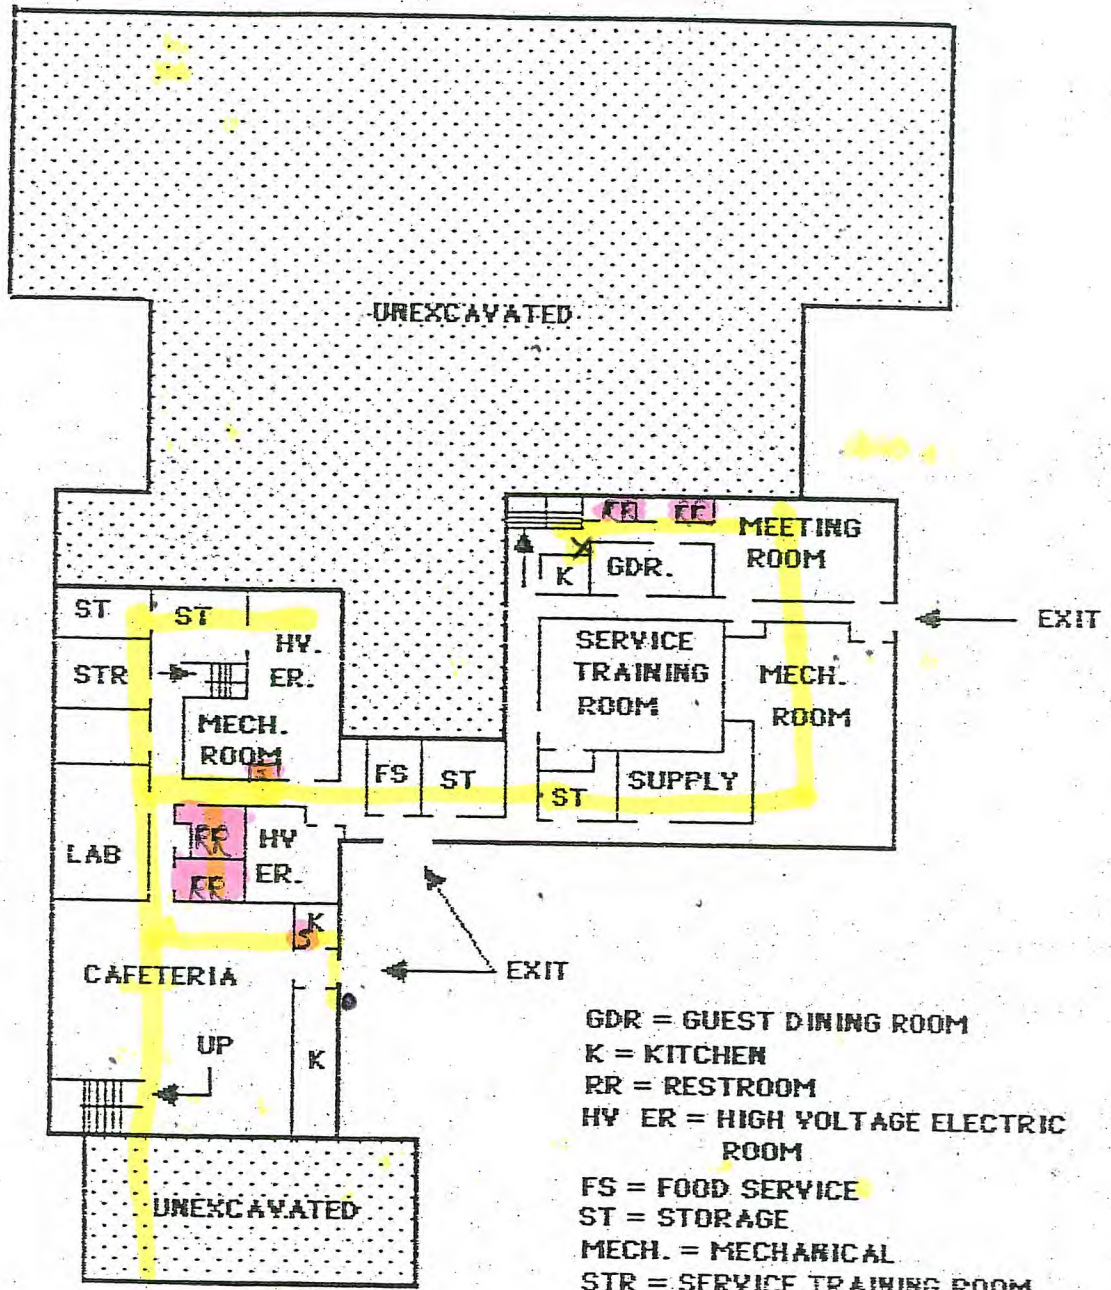 UNEXCAVATED
RR
RR
MEETING
ROOM
K
GDR.
EXIT
ST
ST
HV.
ER.
STR
SERVICE
TRAINING
ROOM
MECH.
ROOM
MECH.
ROOM
S
FS
ST
ST
SUPPLY
LAB
RR
HV
ER.
RR
K
S
CAFETERIA
EXIT
UP
K
GDR = GUEST DINING ROOM
K = KITCHEN
RR = RESTROOM
HV ER = HIGH VOLTAGE ELECTRIC
ROOM
FS = FOOD SERVICE
ST = STORAGE
MECH. = MECHANICAL
STR = SERVICE TRAINING ROOM
UNEXCAVATED